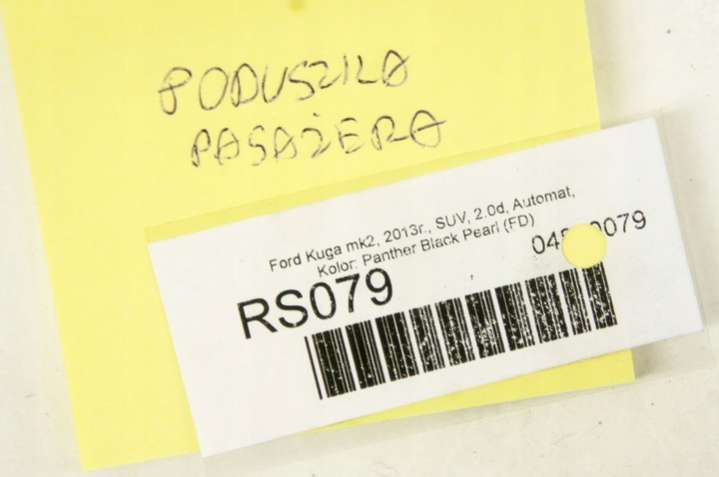 PODUSZKA
PASAŻERA
Ford Kuga mk2, 2013r., SUV, 2.0d, Automat,
Kolor: Panther Black Pearl (FD)
RS079